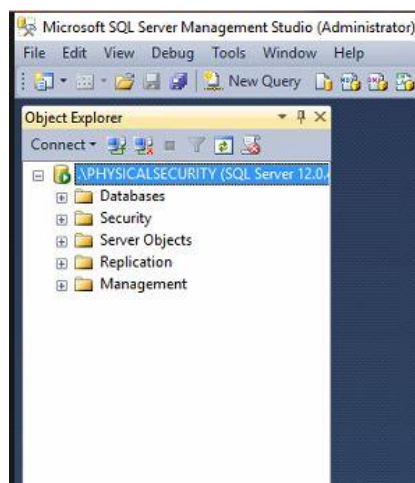 Microsoft SQL Server Management Studio (Administrator)
File Edit View Debug Tools Window Help
New Query
Object Explorer
Connect
.\PHYSICALSECURITY (SQL Server 12.0.
Databases
Security
Server Objects
Replication
Management